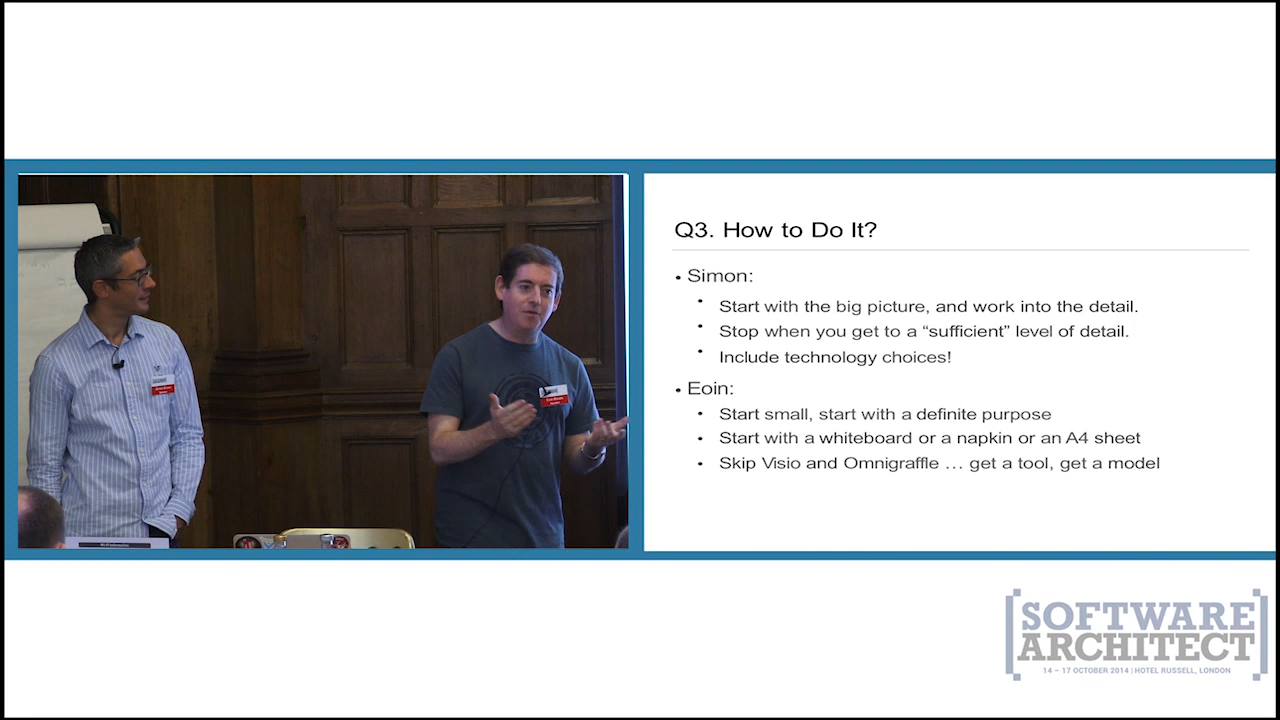 Q3. How to Do It?
• Simon:
• Start with the big picture, and work into the detail.
• Stop when you get to a “sufficient” level of detail.
• Include technology choices!
• Eoin:
• Start small, start with a definite purpose
• Start with a whiteboard or a napkin or an A4 sheet
• Skip Visio and Omnigraffle … get a tool, get a model
[SOFTWARE
ARCHITECT]
14 – 17 OCTOBER 2014 | HOTEL RUSSELL, LONDON